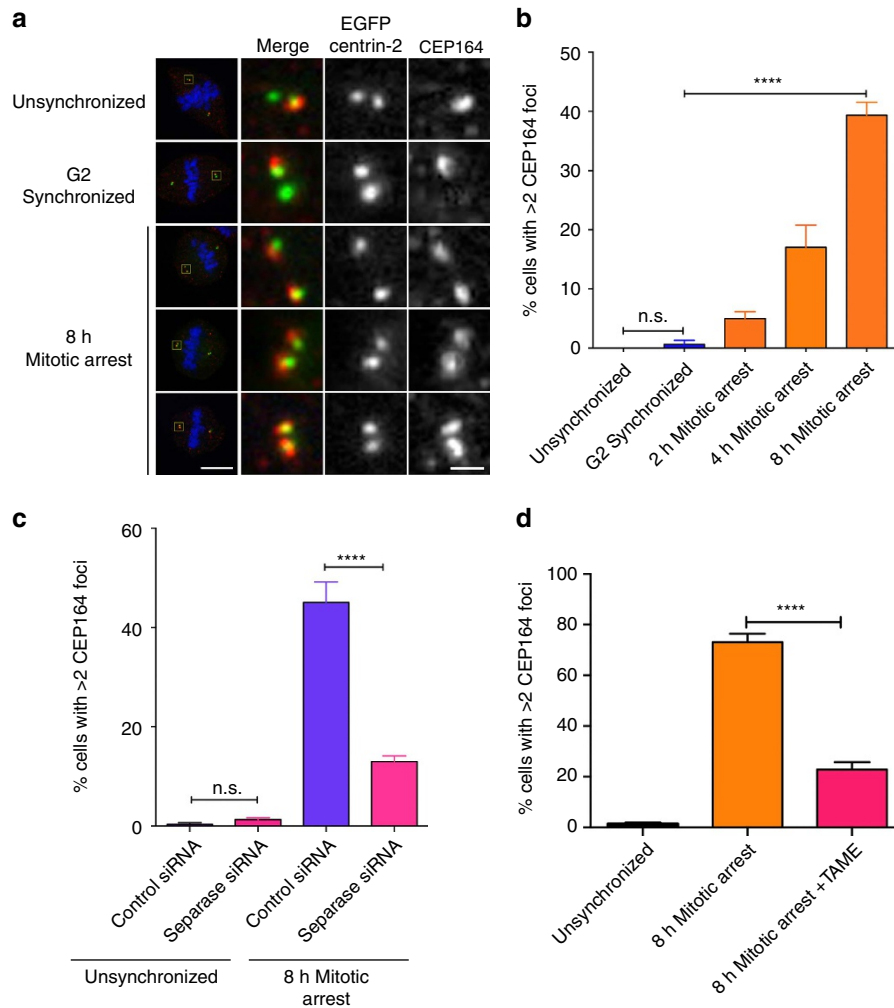 a
Merge
EGFP
centrin-2
CEP164
Unsynchronized
G2
Synchronized
8 h
Mitotic arrest
b
% cells with >2 CEP164 foci
50
40
30
20
10
0
n.s.
****
Unsynchronized
G2 Synchronized
2 h Mitotic arrest
4 h Mitotic arrest
8 h Mitotic arrest
c
% cells with >2 CEP164 foci
60
40
20
0
n.s.
****
Control siRNA
Separase siRNA
Control siRNA
Separase siRNA
Unsynchronized
8 h Mitotic
arrest
d
% cells with >2 CEP164 foci
100
80
60
40
20
0
****
Unsynchronized
8 h Mitotic arrest
8 h Mitotic arrest +TAME